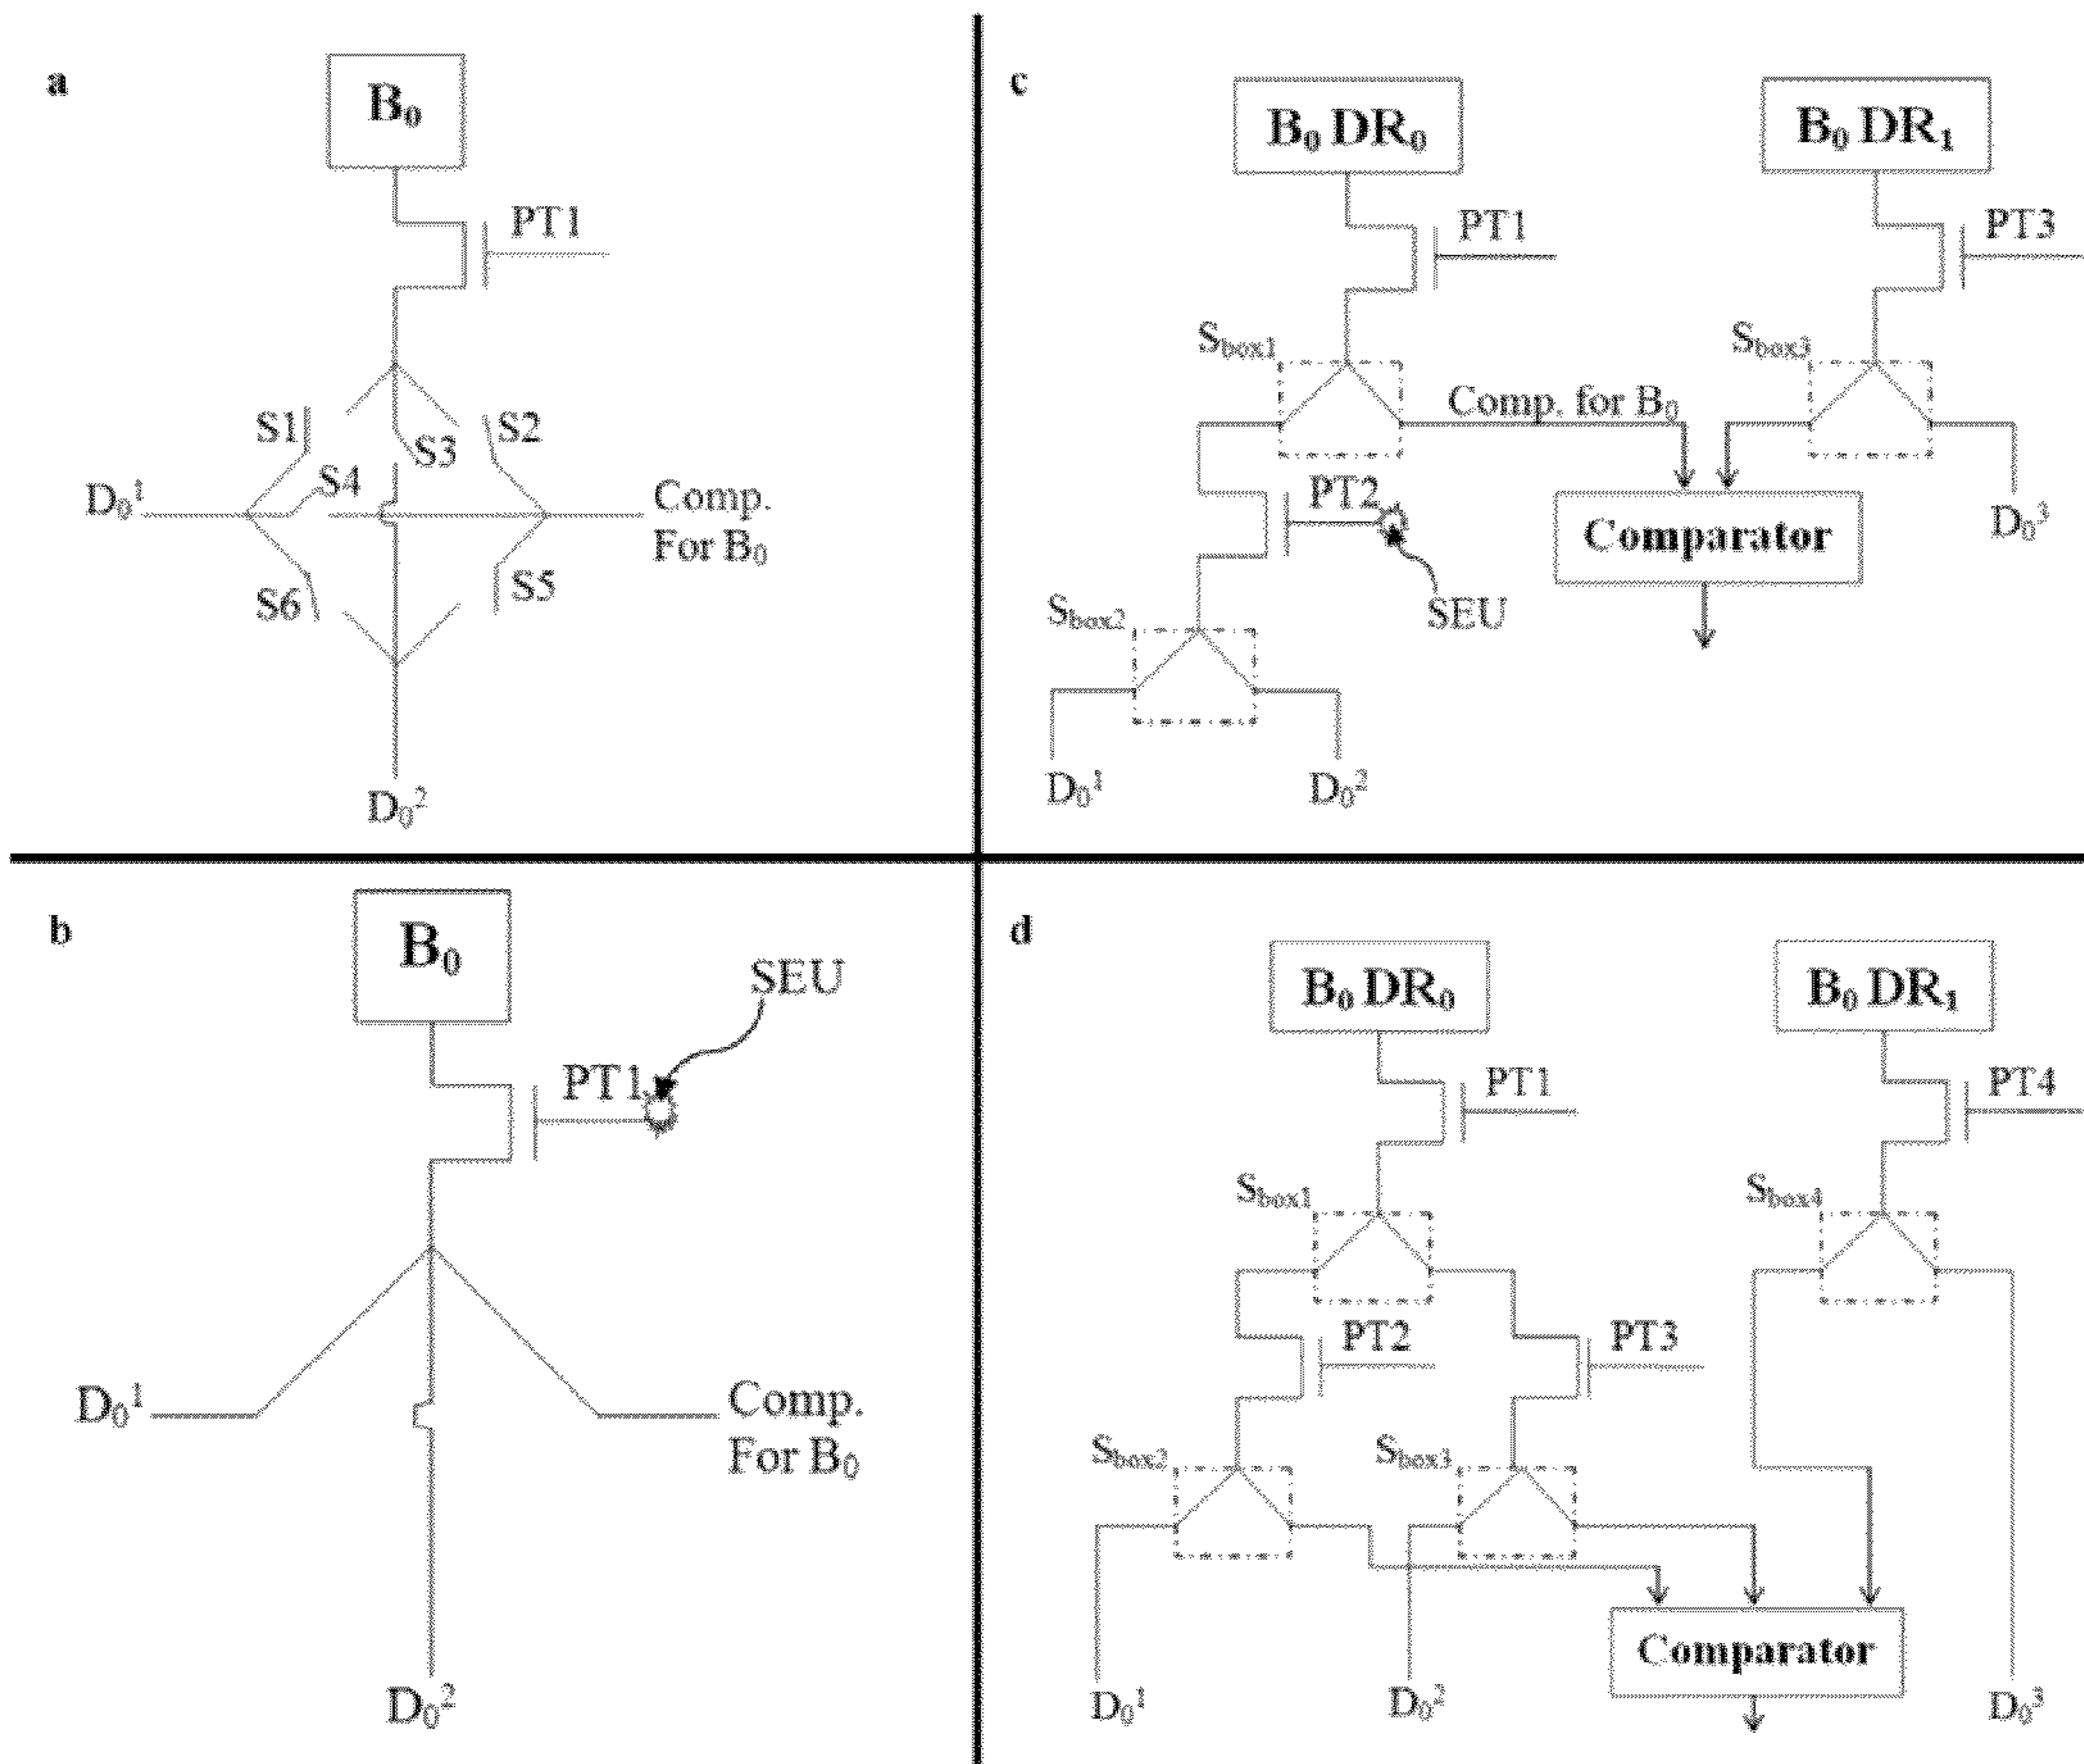 a
B₀
PT1
S1
S2
S3
S4
D₀¹
Comp.
For B₀
S6
S5
D₀²
c
B₀ DR₀
B₀ DR₁
PT1
PT3
Sbox1
Sbox3
Comp. for B₀
PT2
Comparator
D₀³
SEU
Sbox2
D₀¹
D₀²
b
B₀
SEU
PT1
D₀¹
Comp.
For B₀
D₀²
d
B₀ DR₀
B₀ DR₁
PT1
PT4
Sbox1
Sbox4
PT2
PT3
Sbox2
Sbox3
Comparator
D₀¹
D₀²
D₀³